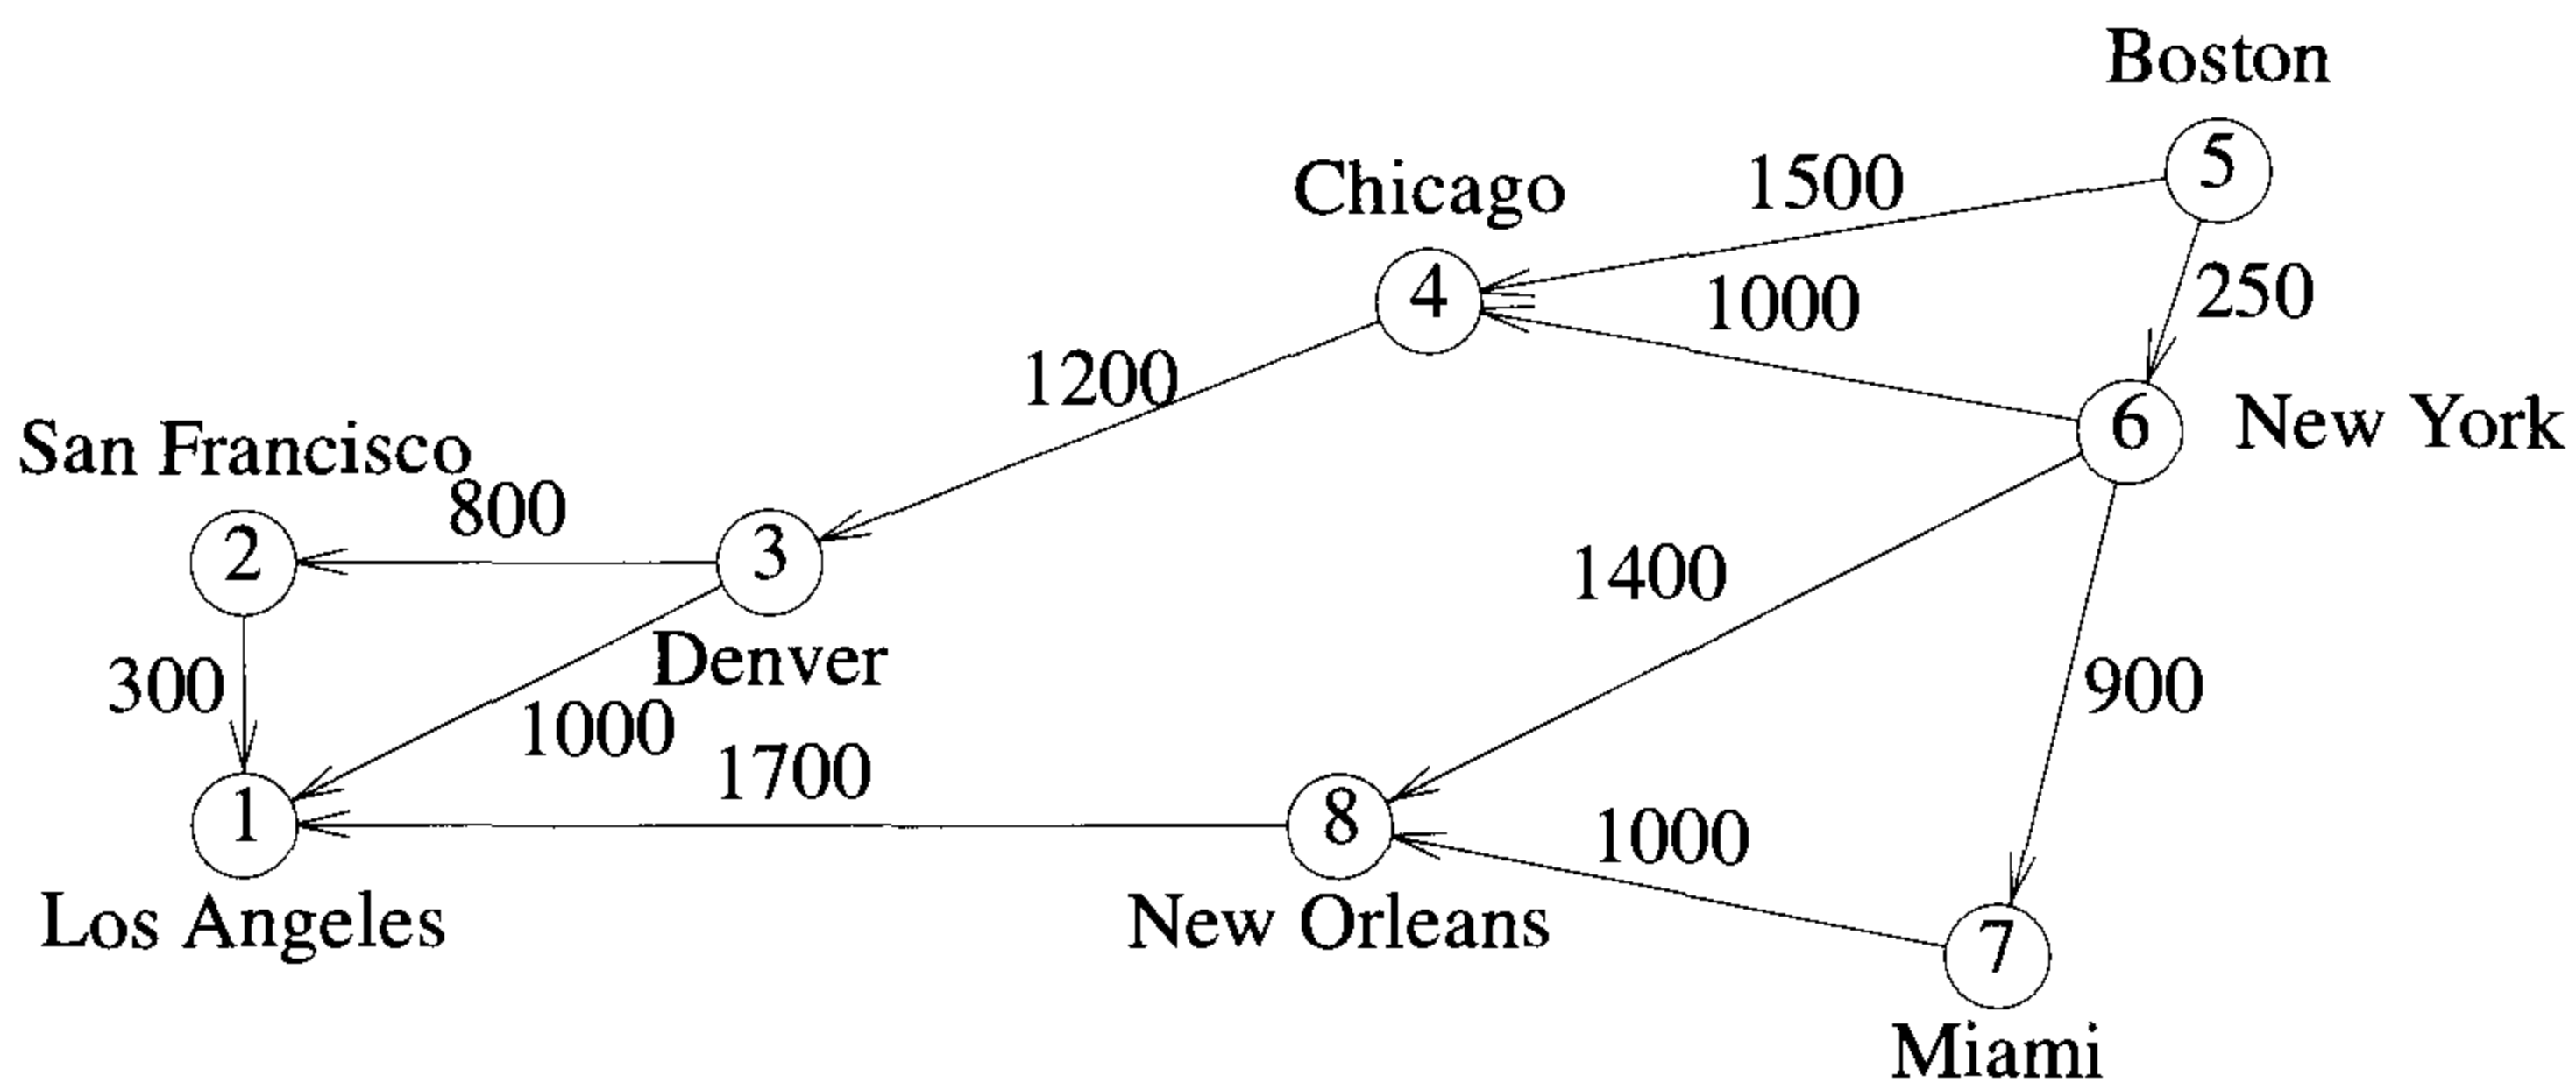 Boston
5
1500
Chicago
4
1000
250
1200
6 New York
San Francisco
800
2
3
1400
300
Denver
900
1000
1700
1
8
1000
Los Angeles
New Orleans
7
Miami